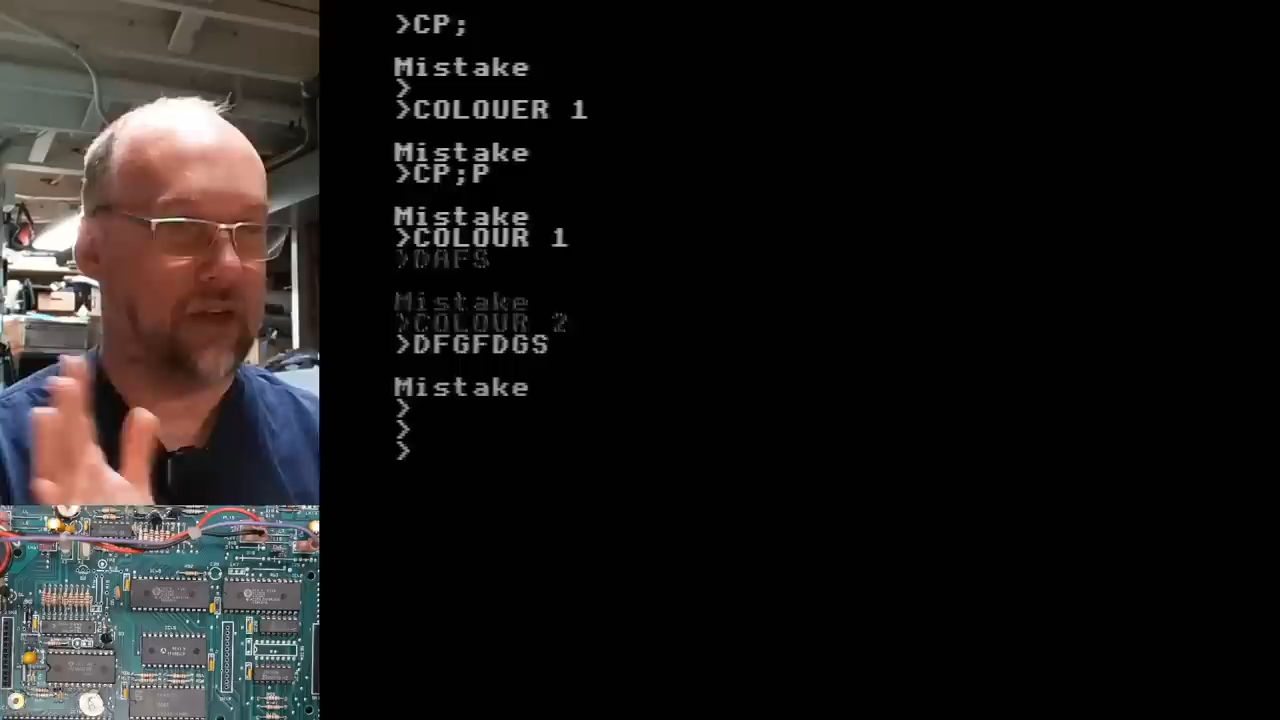 >CP;
Mistake
>
>COLOUER 1
Mistake
>CP;P
Mistake
>COLOUR 1
>DAFS
Mistake
>COLOUR 2
>DFGFDGS
Mistake
>
>
>